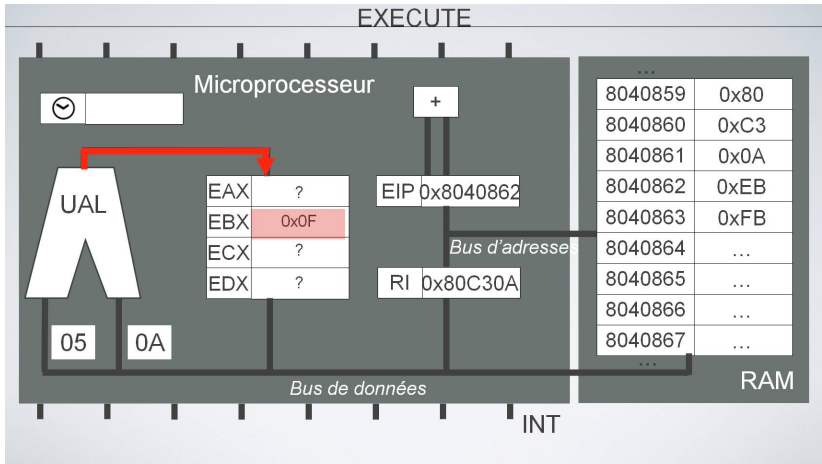 EXECUTE
Microprocesseur
+
UAL
EAX ?
EBX 0x0F
ECX ?
EDX ?
EIP 0x8040862
Bus d'adresses
RI 0x80C30A
05 0A
Bus de données
INT
...
8040859 0x80
8040860 0xC3
8040861 0x0A
8040862 0xEB
8040863 0xFB
8040864 ...
8040865 ...
8040866 ...
8040867 ...
...
RAM